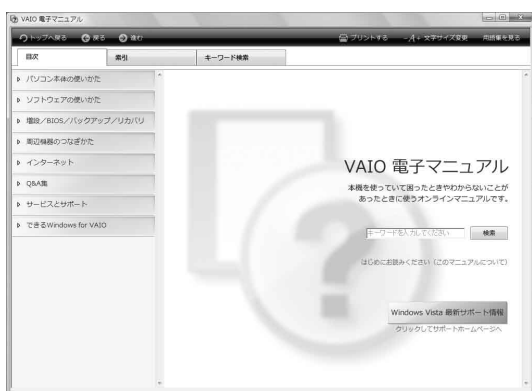 VAIO 電子マニュアル
トップへ戻る 戻る 進む プリントする -A+ 文字サイズ変更 用語集を見る
目次 索引 キーワード検索
パソコン本体の使いかた
ソフトウェアの使いかた
増設／BIOS／バックアップ／リカバリ
周辺機器のつなぎかた
インターネット
Q&A集
サービスとサポート
できるWindows for VAIO
VAIO 電子マニュアル
本機を使っていて困ったときやわからないことが
あったときに使うオンラインマニュアルです。
キーワードを入力してください 検索
はじめにお読みください（このマニュアルについて）
Windows Vista 最新サポート情報
クリックしてサポートホームページへ